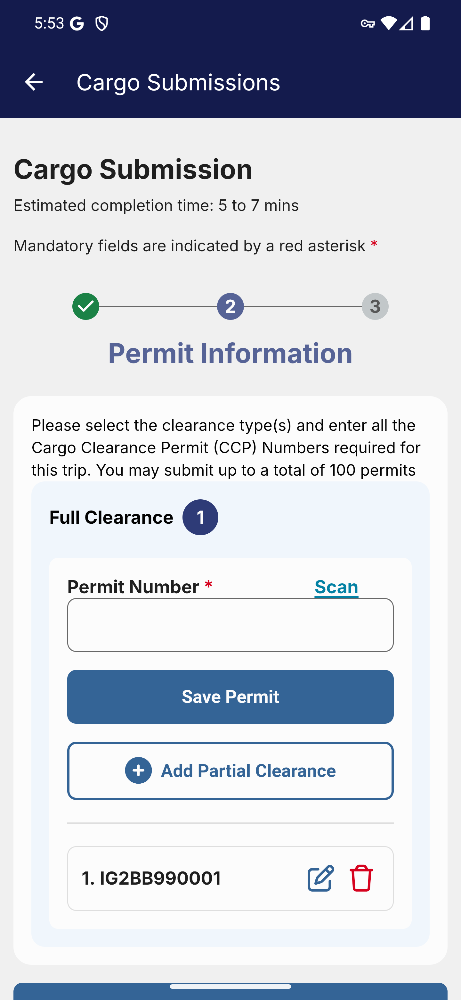 5:53
Cargo Submissions
Cargo Submission
Estimated completion time: 5 to 7 mins
Mandatory fields are indicated by a red asterisk *
2
3
Permit Information
Please select the clearance type(s) and enter all the
Cargo Clearance Permit (CCP) Numbers required for
this trip. You may submit up to a total of 100 permits
Full Clearance 1
Permit Number * Scan
Save Permit
Add Partial Clearance
1. IG2BB990001